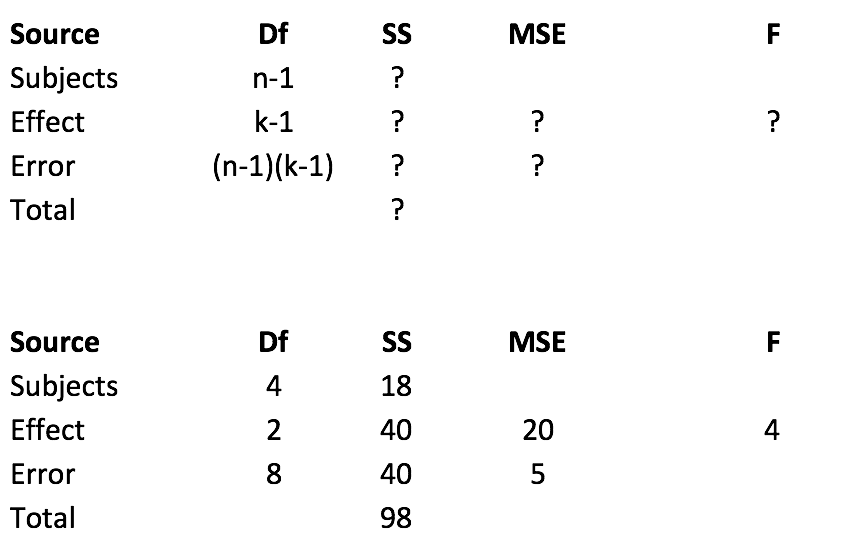 Source Df SS MSE F
Subjects n-1 ?
Effect k-1 ? ? ?
Error (n-1)(k-1) ? ?
Total ?
Source Df SS MSE F
Subjects 4 18
Effect 2 40 20 4
Error 8 40 5
Total 98